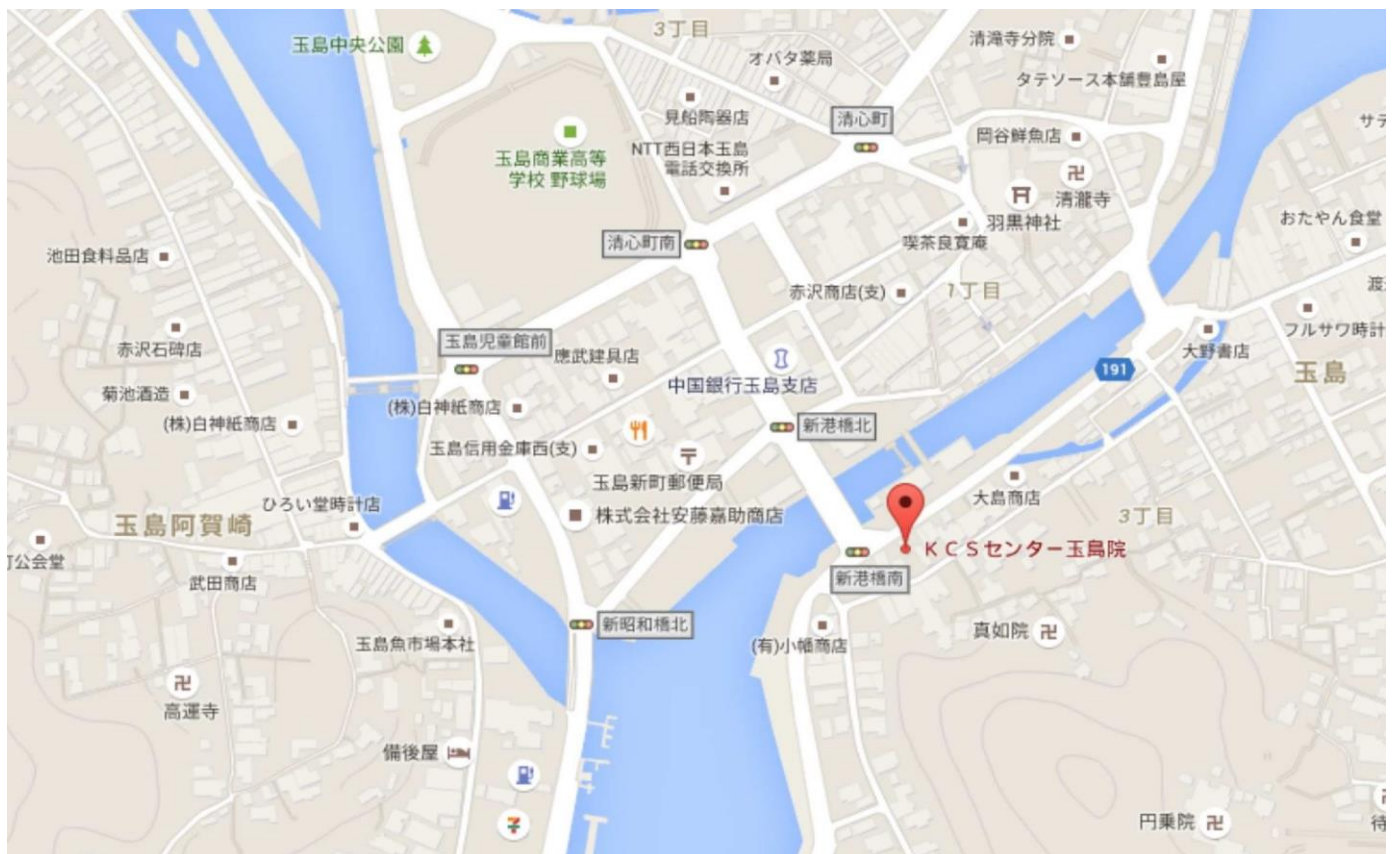 3丁目
玉島中央公園
清滝寺分院
オバタ薬局
タテソース本舗豊島屋
見船陶器店
清心町
サテ
岡谷鮮魚店
NTT西日本玉島
電話交換所
玉島商業高等
学校 野球場
清瀧寺
羽黒神社
おたやん食堂
清心町南
喫茶良寛庵
池田食料品店
渡
赤沢商店(支)
1丁目
フルサワ時計
赤沢石碑店
玉島児童館前
應武建具店
大野書店
191
玉島
中国銀行玉島支店
菊池酒造
(株)白神紙商店
(株)白神紙商店
新港橋北
玉島信用金庫西(支)
玉島新町郵便局
大島商店
ひろい堂時計店
株式会社安藤嘉助商店
3丁目
玉島阿賀崎
KCSセンター玉島院
町公会堂
武田商店
新港橋南
新昭和橋北
真如院
玉島魚市場本社
(有)小幡商店
高運寺
備後屋
7
円乗院
待